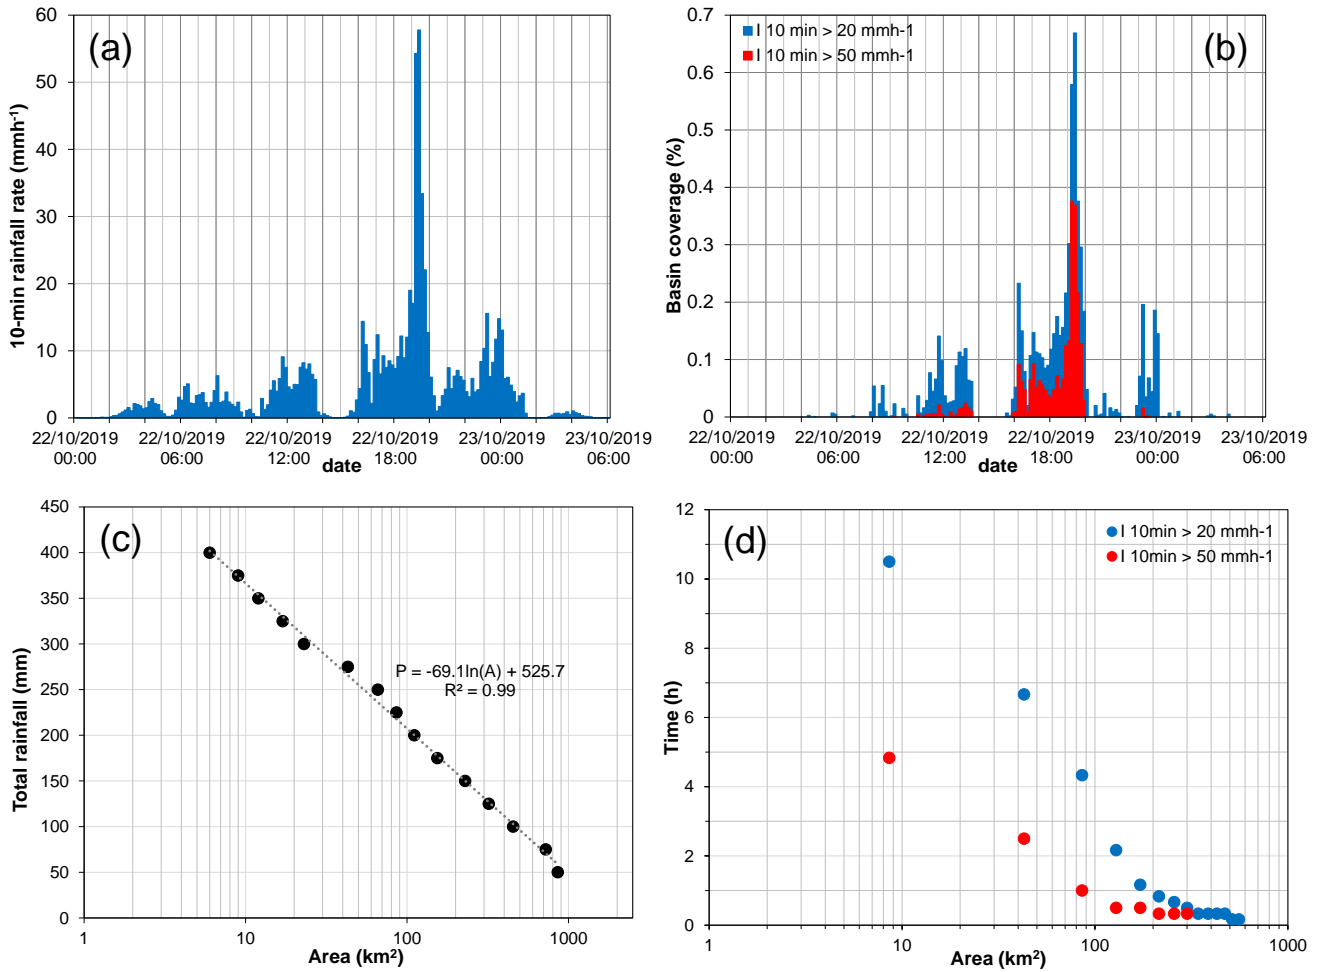 (a)
60
50
40
30
20
10
0
10-min rainfall rate (mmh-1)
22/10/2019 22/10/2019 22/10/2019 22/10/2019 23/10/2019 23/10/2019
00:00 06:00 12:00 18:00 00:00 06:00
date
(b)
I 10 min > 20 mmh-1
I 10 min > 50 mmh-1
0.7
0.6
0.5
0.4
0.3
0.2
0.1
0
Basin coverage (%)
22/10/2019 22/10/2019 22/10/2019 22/10/2019 23/10/2019 23/10/2019
00:00 06:00 12:00 18:00 00:00 06:00
date
(c)
450
400
350
300
250
200
150
100
50
0
Total rainfall (mm)
P = -69.1ln(A) + 525.7
R² = 0.99
1 10 100 1000
Area (km²)
(d)
I 10min > 20 mmh-1
I 10min > 50 mmh-1
12
10
8
6
4
2
0
Time (h)
1 10 100 1000
Area (km²)